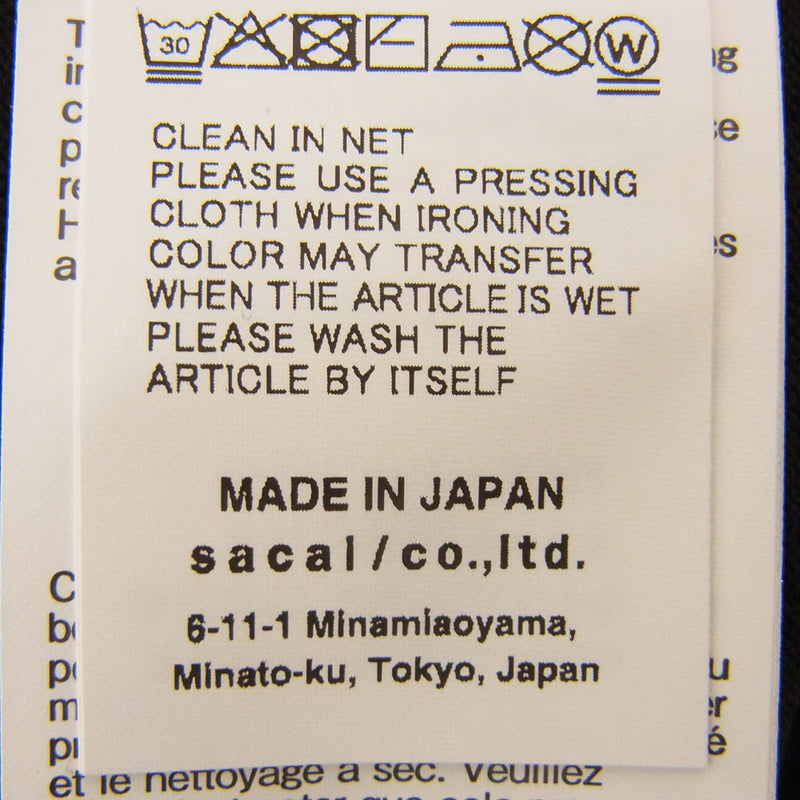 30
W
CLEAN IN NET
PLEASE USE A PRESSING
CLOTH WHEN IRONING
COLOR MAY TRANSFER
WHEN THE ARTICLE IS WET
PLEASE WASH THE
ARTICLE BY ITSELF
MADE IN JAPAN
sacai/co.,ltd.
6-11-1 Minamiaoyama,
Minato-ku, Tokyo, Japan
et le nettoyage à sec. Veuillez